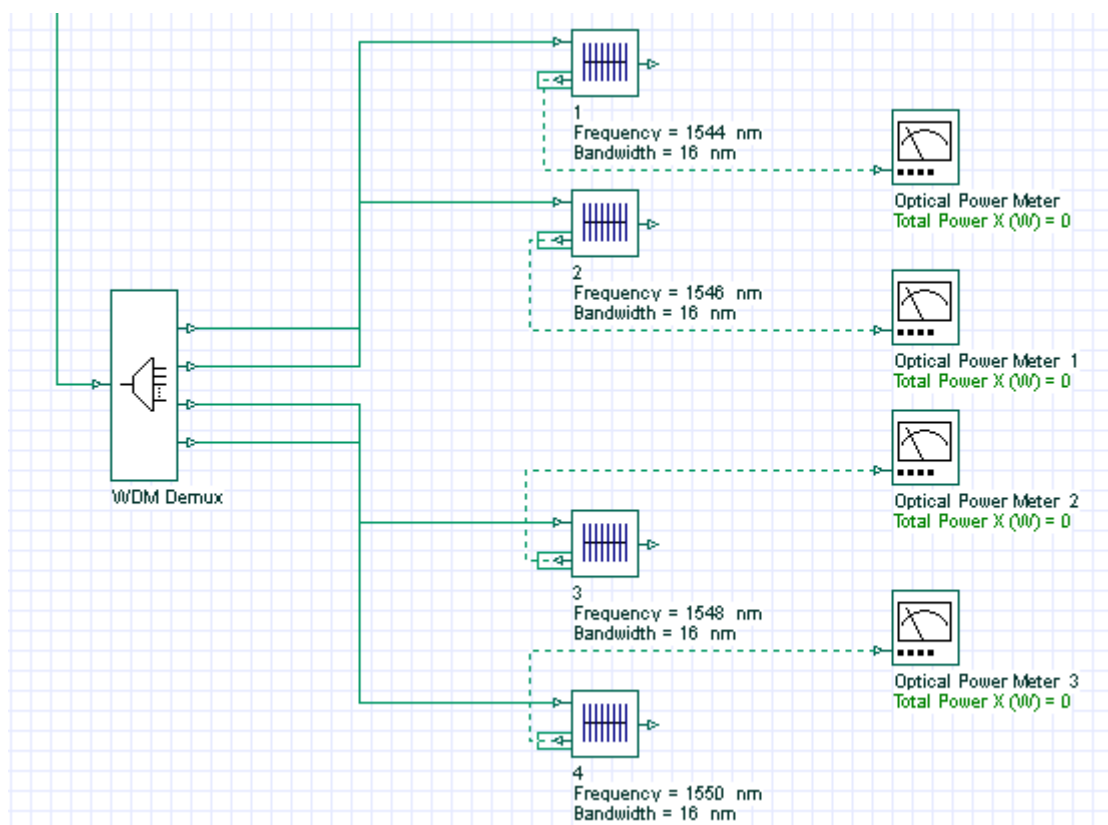 1
Frequency = 1544 nm
Bandwidth = 16 nm
Optical Power Meter
Total Power X (W) = 0
2
Frequency = 1546 nm
Bandwidth = 16 nm
Optical Power Meter 1
Total Power X (W) = 0
WDM Demux
Optical Power Meter 2
Total Power X (W) = 0
3
Frequency = 1548 nm
Bandwidth = 16 nm
Optical Power Meter 3
Total Power X (W) = 0
4
Frequency = 1550 nm
Bandwidth = 16 nm